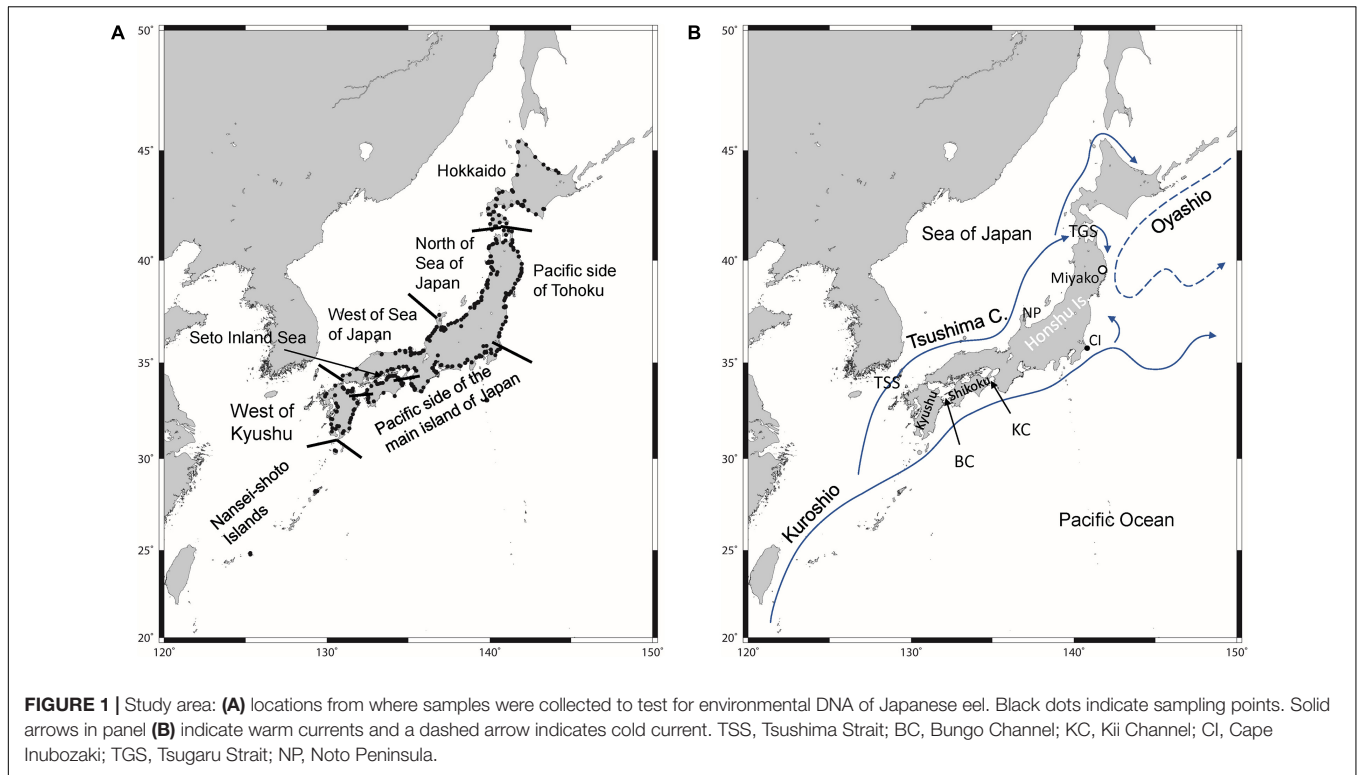 A
50°
45°
40°
35°
30°
25°
20°
120°
130°
140°
150°
Hokkaido
North of
Sea of
Japan
Pacific side
of Tohoku
West of Sea
of Japan
Seto Inland Sea
Pacific side of the
main island of Japan
West of
Kyushu
Nansei-shoto
Islands
B
50°
45°
40°
35°
30°
25°
20°
120°
130°
140°
150°
Oyashio
Sea of Japan
TGS
Miyako
Honshu Is.
NP
Tsushima C.
CI
TSS
Shikoku
Kyushu
KC
BC
Kuroshio
Pacific Ocean
FIGURE 1 | Study area: (A) locations from where samples were collected to test for environmental DNA of Japanese eel. Black dots indicate sampling points. Solid
arrows in panel (B) indicate warm currents and a dashed arrow indicates cold current. TSS, Tsushima Strait; BC, Bungo Channel; KC, Kii Channel; CI, Cape
Inubozaki; TGS, Tsugaru Strait; NP, Noto Peninsula.